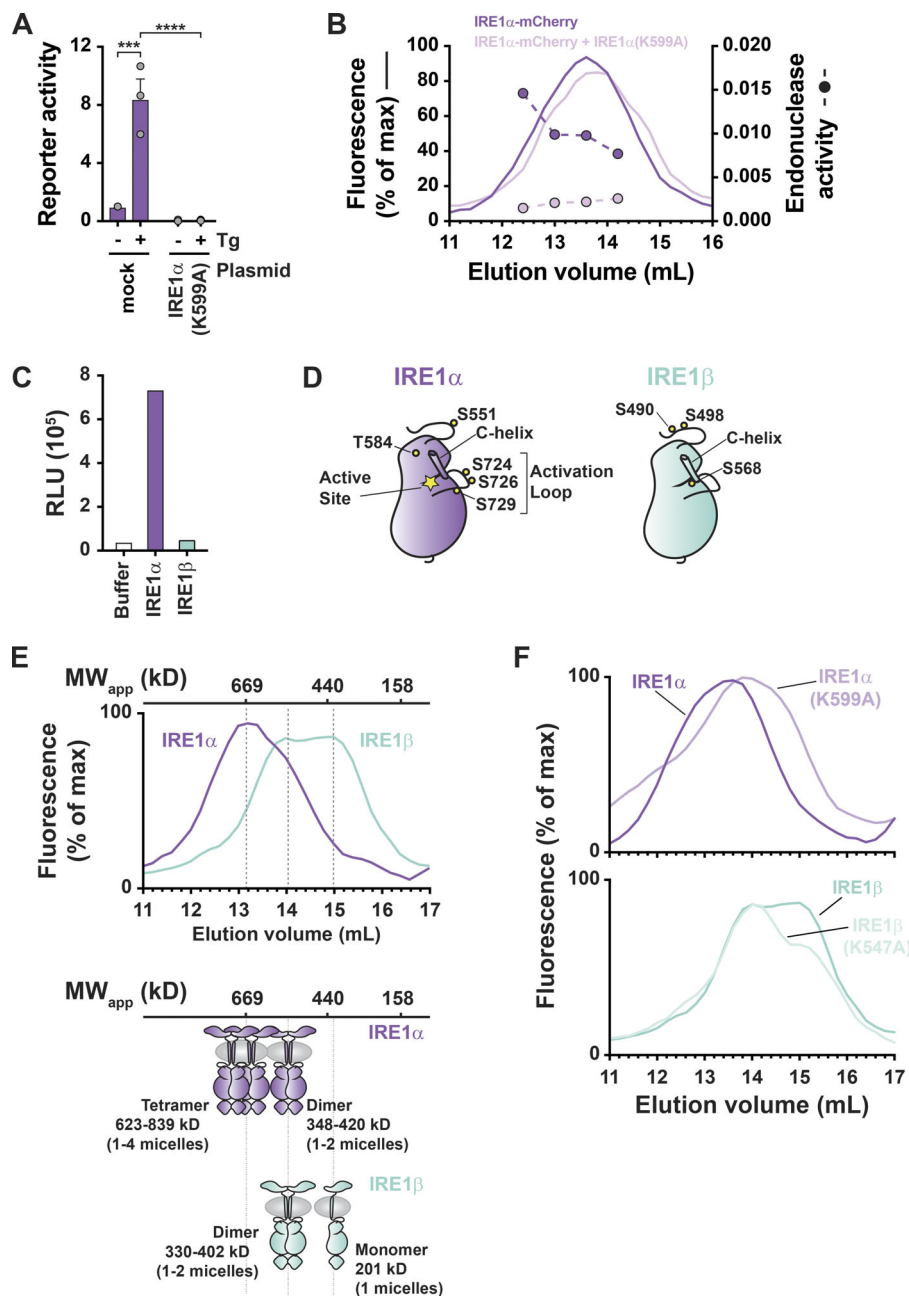 A
Reporter activity
12
8
4
0
***
****
- + - + Tg
mock
IRE1α
(K599A)
Plasmid
B
IRE1α-mCherry
IRE1α-mCherry + IRE1α(K599A)
Fluorescence
(% of max)
100
80
60
40
20
0
0.020
0.015
0.010
0.005
0.000
Endonuclease
activity
11 12 13 14 15 16
Elution volume (mL)
C
RLU (10⁵)
8
6
4
2
0
Buffer
IRE1α
IRE1β
D
IRE1α
S551
C-helix
T584
Active
Site
S724
S726
S729
Activation
Loop
IRE1β
S490
S498
C-helix
S568
E
MWapp (kD)
669 440 158
Fluorescence
(% of max)
100
0
IRE1α
IRE1β
11 12 13 14 15 16 17
Elution volume (mL)
MWapp (kD)
669 440 158
IRE1α
Tetramer
623-839 kD
(1-4 micelles)
Dimer
348-420 kD
(1-2 micelles)
IRE1β
Dimer
330-402 kD
(1-2 micelles)
Monomer
201 kD
(1 micelles)
F
Fluorescence (% of max)
100
0
IRE1α
IRE1α
(K599A)
11 12 13 14 15 16 17
100
0
IRE1β
IRE1β
(K547A)
11 12 13 14 15 16 17
Elution volume (mL)